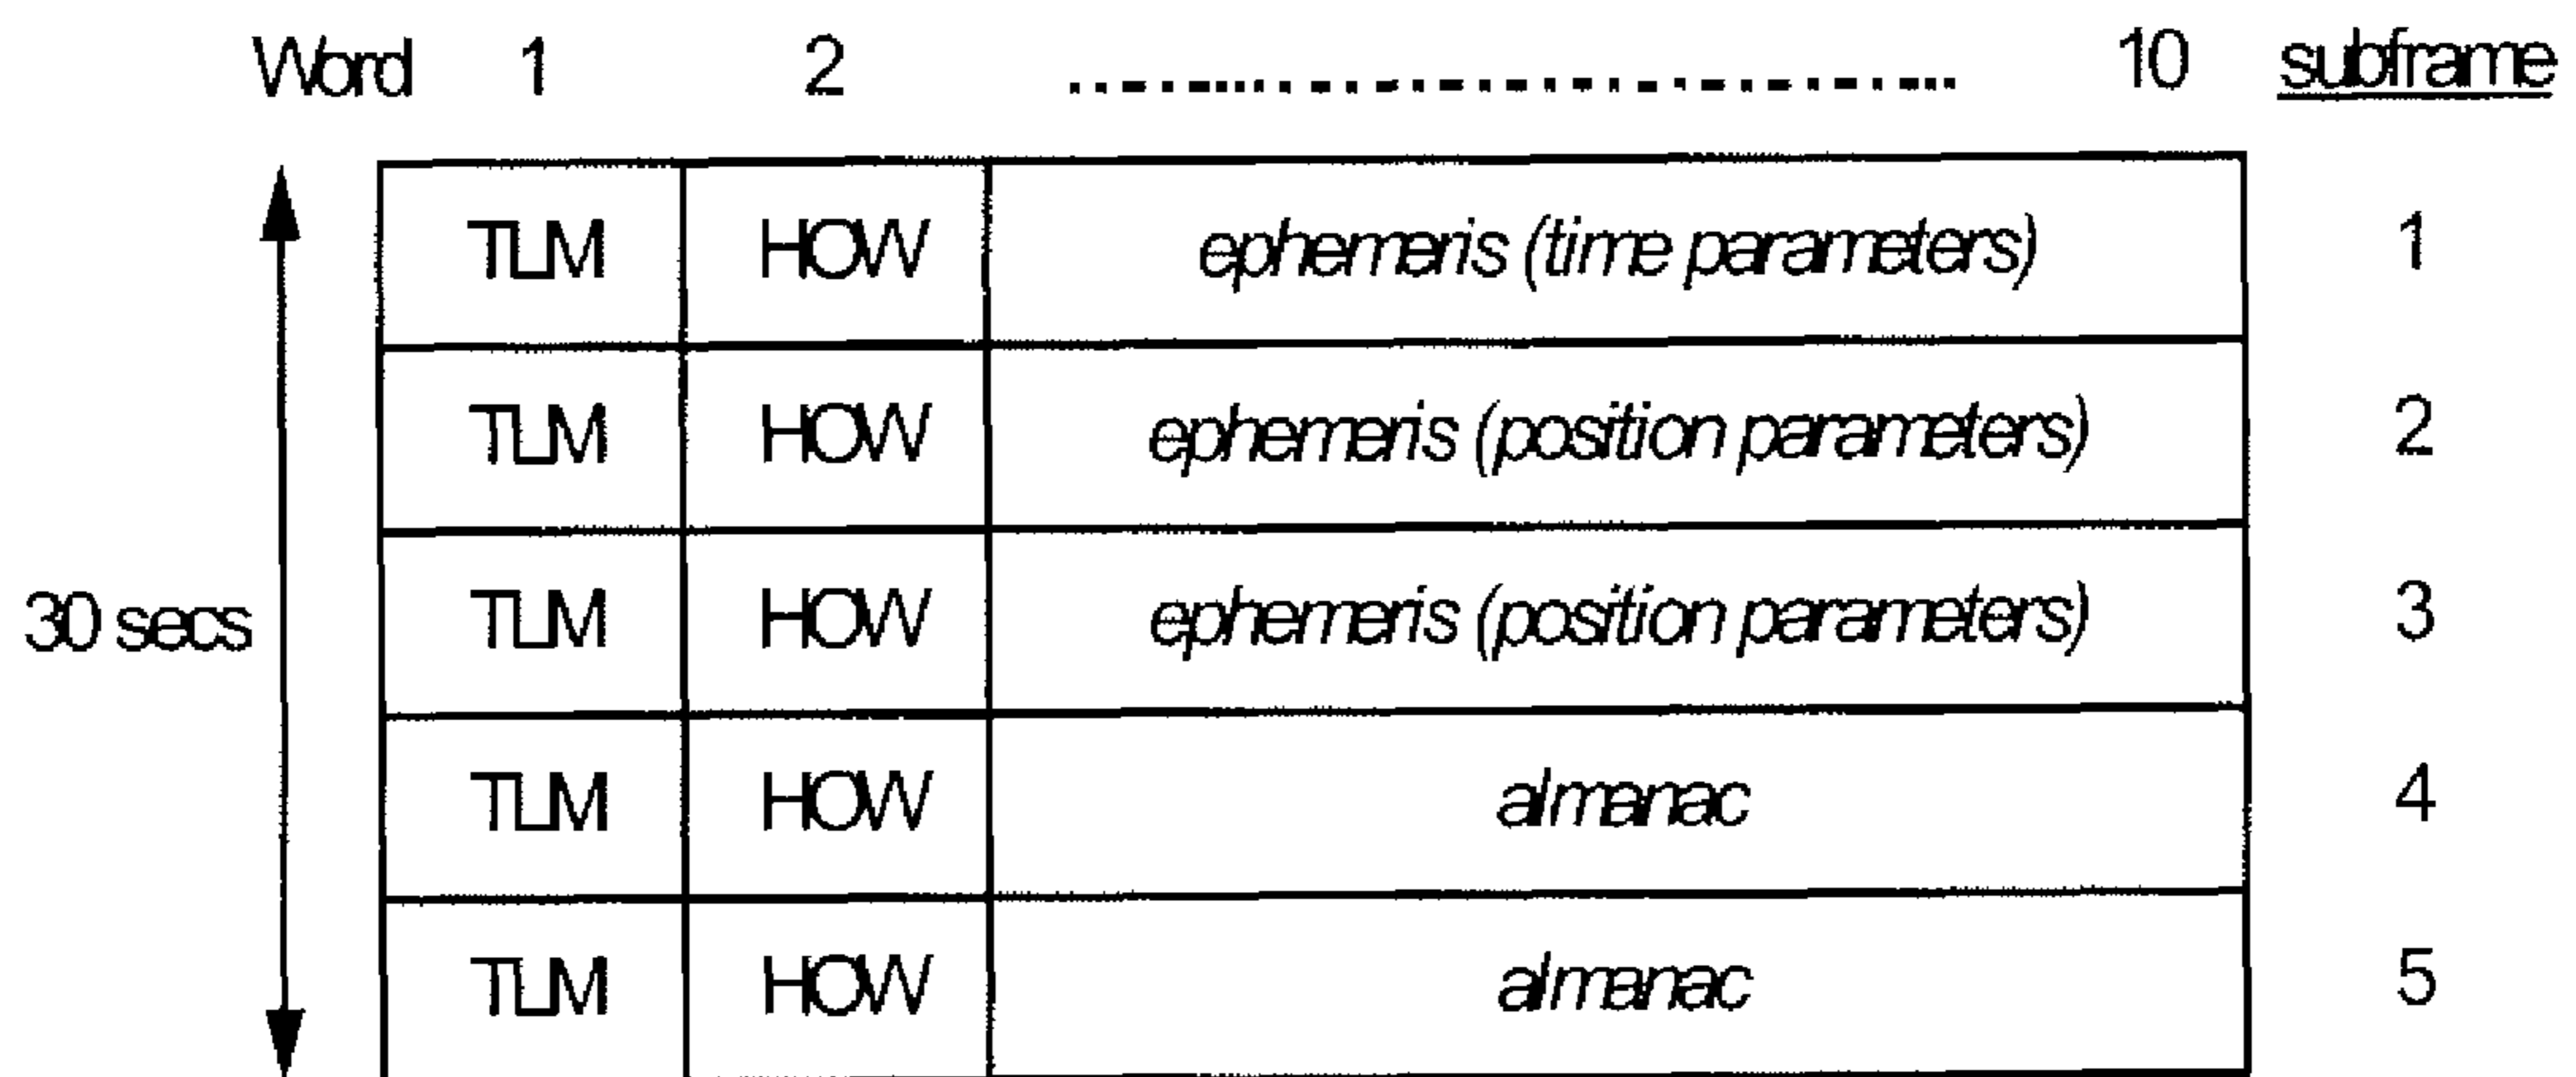 Word 1 2 .............................. 10 subframe
TLM HOW ephemeris (time parameters) 1
TLM HOW ephemeris (position parameters) 2
30 secs TLM HOW ephemeris (position parameters) 3
TLM HOW almanac 4
TLM HOW almanac 5